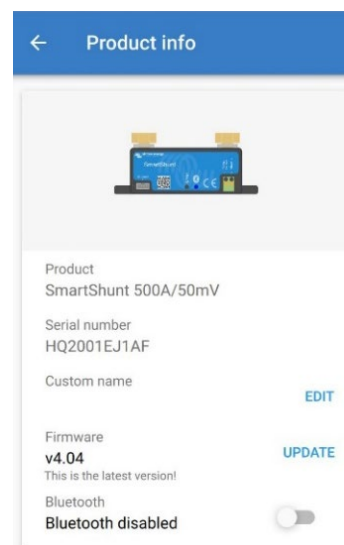 Product info
SmartShunt
Product
SmartShunt 500A/50mV
Serial number
HQ2001EJ1AF
Custom name
EDIT
Firmware
v4.04
UPDATE
This is the latest version!
Bluetooth
Bluetooth disabled